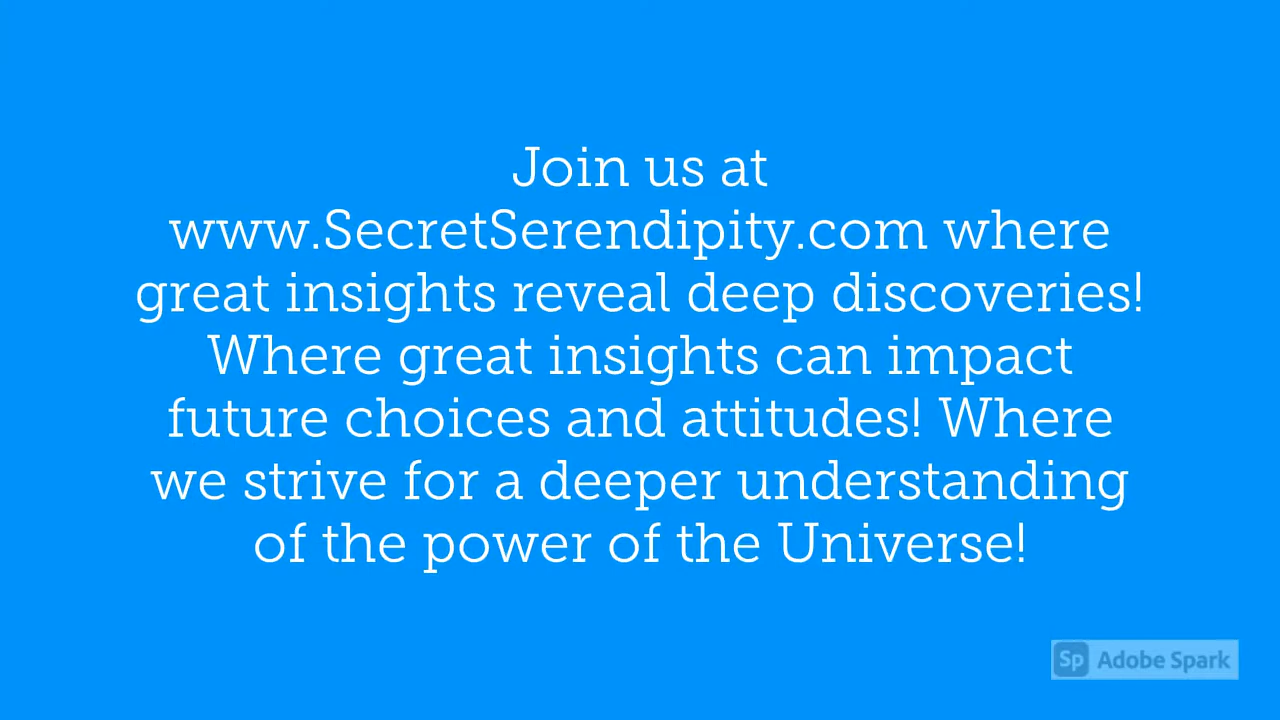 Join us at
www.SecretSerendipity.com where
great insights reveal deep discoveries!
Where great insights can impact
future choices and attitudes! Where
we strive for a deeper understanding
of the power of the Universe!
Sp Adobe Spark